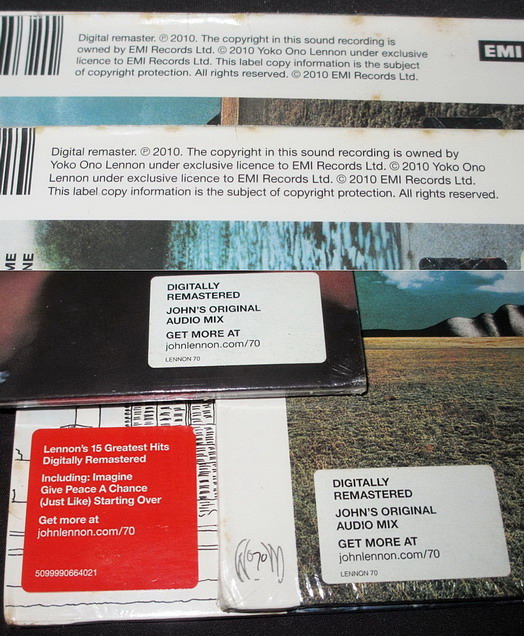 Digital remaster. ℗ 2010. The copyright in this sound recording is
owned by EMI Records Ltd. © 2010 Yoko Ono Lennon under exclusive
licence to EMI Records Ltd. This label copy information is the subject
of copyright protection. All rights reserved. © 2010 EMI Records Ltd.
EMI
Digital remaster. ℗ 2010. The copyright in this sound recording is owned by
Yoko Ono Lennon under exclusive licence to EMI Records Ltd. © 2010 Yoko Ono
Lennon under exclusive licence to EMI Records Ltd. © 2010 EMI Records Ltd.
This label copy information is the subject of copyright protection. All rights reserved.
ME
NE
DIGITALLY
REMASTERED
JOHN'S ORIGINAL
AUDIO MIX
GET MORE AT
johnlennon.com/70
LENNON 70
Lennon's 15 Greatest Hits
Digitally Remastered
Including: Imagine
Give Peace A Chance
(Just Like) Starting Over
Get more at
johnlennon.com/70
5099990664021
DIGITALLY
REMASTERED
JOHN'S ORIGINAL
AUDIO MIX
GET MORE AT
johnlennon.com/70
LENNON 70